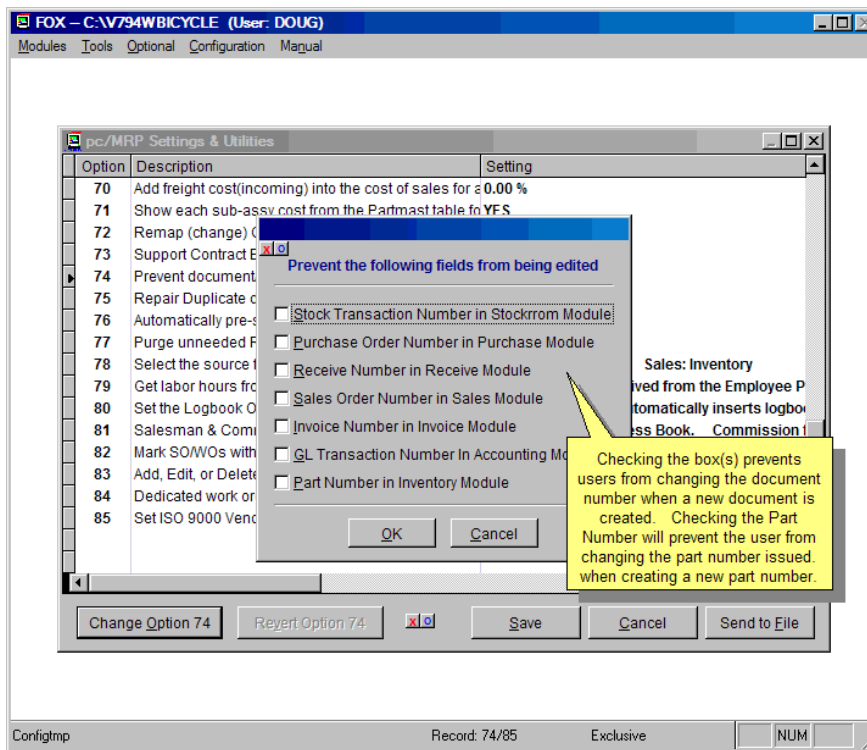 FOX – C:\V794WBICYCLE (User: DOUG)
Modules Tools Optional Configuration Manual
pc/MRP Settings & Utilities
Option Description Setting
70 Add freight cost(incoming) into the cost of sales for a 0.00 %
71 Show each sub-assy cost from the Partmast table fo YES
72 Remap (change)
73 Support Contract E
74 Prevent document
75 Repair Duplicate
76 Automatically pre-s
77 Purge unneeded F
78 Select the source f Sales: Inventory
79 Get labor hours fro ived from the Employee P
80 Set the Logbook O tomatically inserts logbo
81 Salesman & Comr ess Book. Commission f
82 Mark SO/WOs with
83 Add, Edit, or Delete
84 Dedicated work or
85 Set ISO 9000 Venc
X O
Prevent the following fields from being edited
Stock Transaction Number in Stockrrom Module
Purchase Order Number in Purchase Module
Receive Number in Receive Module
Sales Order Number in Sales Module
Invoice Number in Invoice Module
GL Transaction Number In Accounting Mo
Part Number in Inventory Module
OK Cancel
Checking the box(s) prevents
users from changing the document
number when a new document is
created. Checking the Part
Number will prevent the user from
changing the part number issued.
when creating a new part number.
Change Option 74 Revert Option 74 X O Save Cancel Send to File
Configtmp Record: 74/85 Exclusive NUM